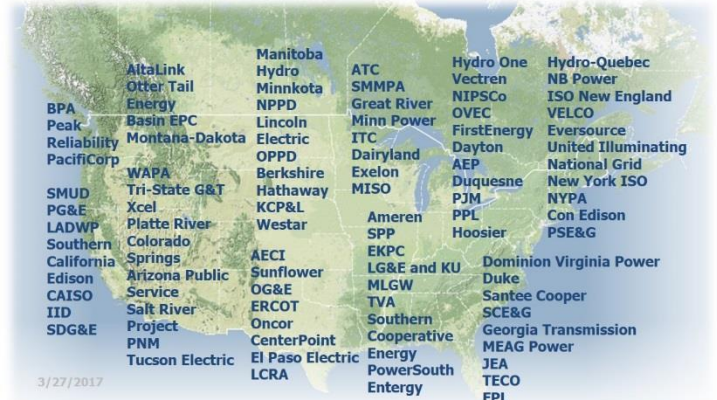 BPA
Peak
Reliability
PacifiCorp
SMUD
PG&E
LADWP
Southern
California
Edison
CAISO
IID
SDG&E
AltaLink
Otter Tail
Energy
Basin EPC
Montana-Dakota
WAPA
Tri-State G&T
Xcel
Platte River
Colorado
Springs
Arizona Public
Service
Salt River
Project
PNM
Tucson Electric
Manitoba
Hydro
Minnkota
NPPD
Lincoln
Electric
OPPD
Berkshire
Hathaway
KCP&L
Westar
AECI
Sunflower
OG&E
ERCOT
Oncor
CenterPoint
El Paso Electric
LCRA
ATC
SMMPA
Great River
Minn Power
ITC
Dairyland
Exelon
MISO
Ameren
SPP
EKPC
LG&E and KU
MLGW
TVA
Southern
Cooperative
Energy
PowerSouth
Entergy
Hydro One
Vectren
NIPSCo
OVEC
FirstEnergy
Dayton
AEP
Duquesne
PJM
PPL
Hoosier
Hydro-Quebec
NB Power
ISO New England
VELCO
Eversource
United Illuminating
National Grid
New York ISO
NYPA
Con Edison
PSE&G
Dominion Virginia Power
Duke
Santee Cooper
SCE&G
Georgia Transmission
MEAG Power
JEA
TECO
FPL
3/27/2017